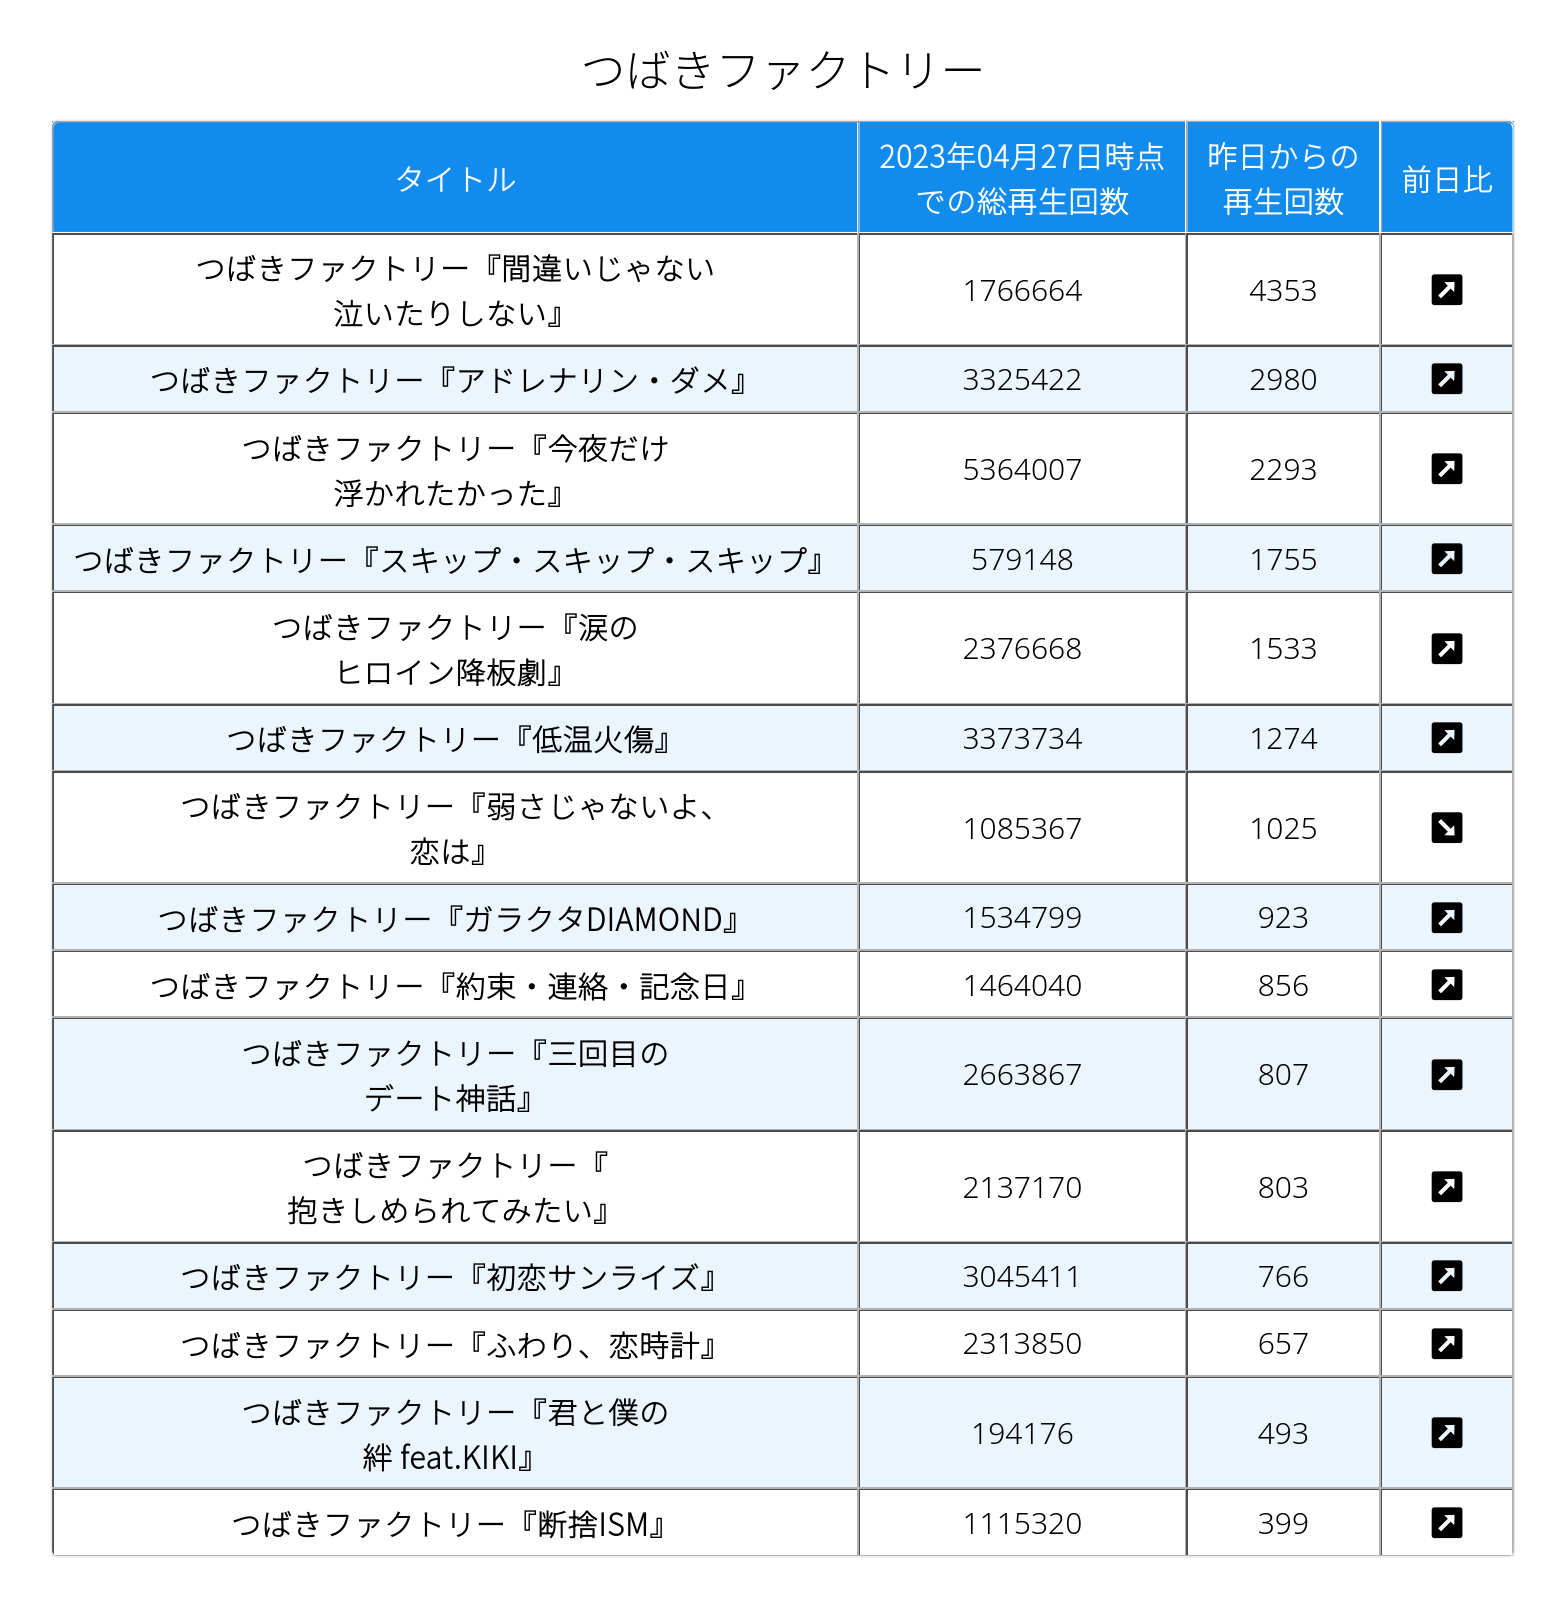 つばきファクトリー
タイトル
2023年04月27日時点
での総再生回数
昨日からの
再生回数
前日比
つばきファクトリー『間違いじゃない
泣いたりしない』
1766664
4353
つばきファクトリー『アドレナリン・ダメ』
3325422
2980
つばきファクトリー『今夜だけ
浮かれたかった』
5364007
2293
つばきファクトリー『スキップ・スキップ・スキップ』
579148
1755
つばきファクトリー『涙の
ヒロイン降板劇』
2376668
1533
つばきファクトリー『低温火傷』
3373734
1274
つばきファクトリー『弱さじゃないよ、
恋は』
1085367
1025
つばきファクトリー『ガラクタDIAMOND』
1534799
923
つばきファクトリー『約束・連絡・記念日』
1464040
856
つばきファクトリー『三回目の
デート神話』
2663867
807
つばきファクトリー『
抱きしめられてみたい』
2137170
803
つばきファクトリー『初恋サンライズ』
3045411
766
つばきファクトリー『ふわり、恋時計』
2313850
657
つばきファクトリー『君と僕の
絆 feat.KIKI』
194176
493
つばきファクトリー『断捨ISM』
1115320
399